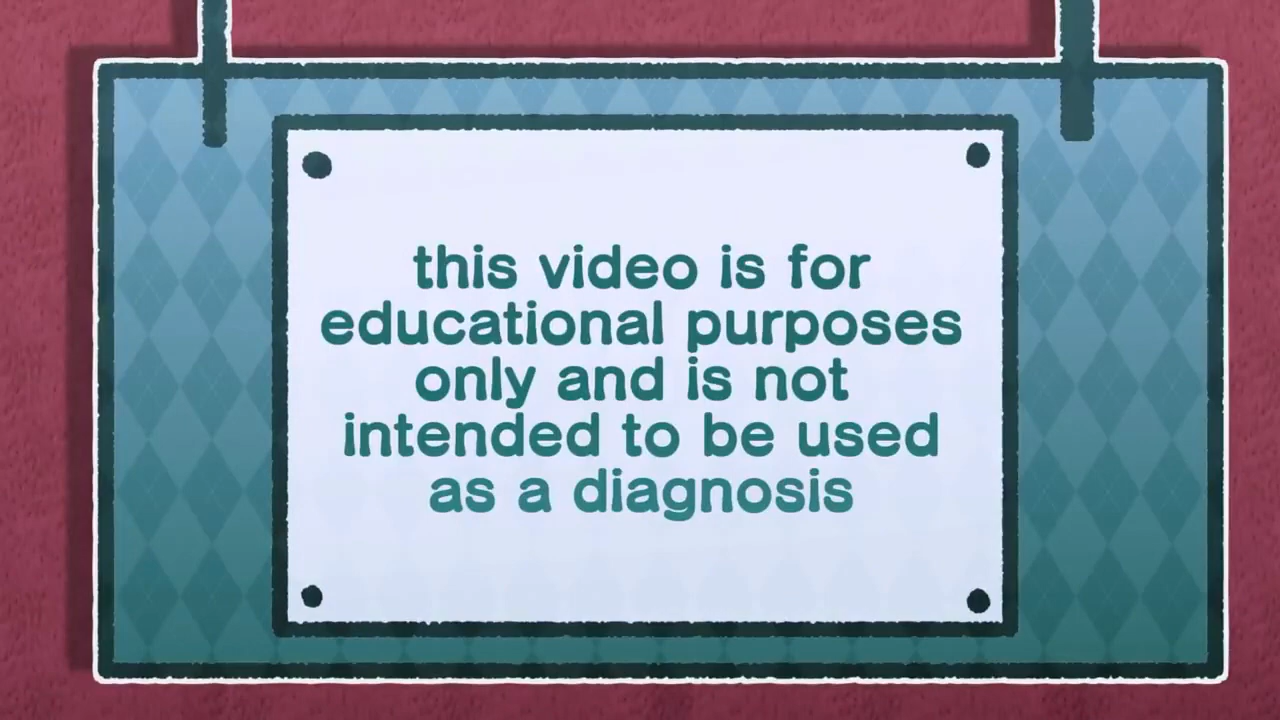 this video is for
educational purposes
only and is not
intended to be used
as a diagnosis